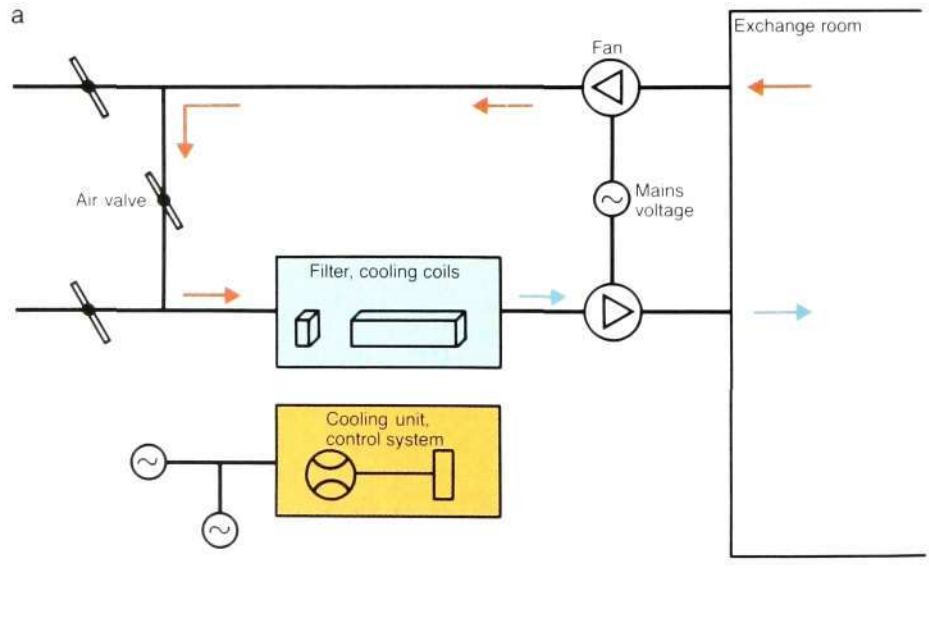 a
Exchange room
Fan
Air valve
Mains
voltage
Filter, cooling coils
Cooling unit,
control system